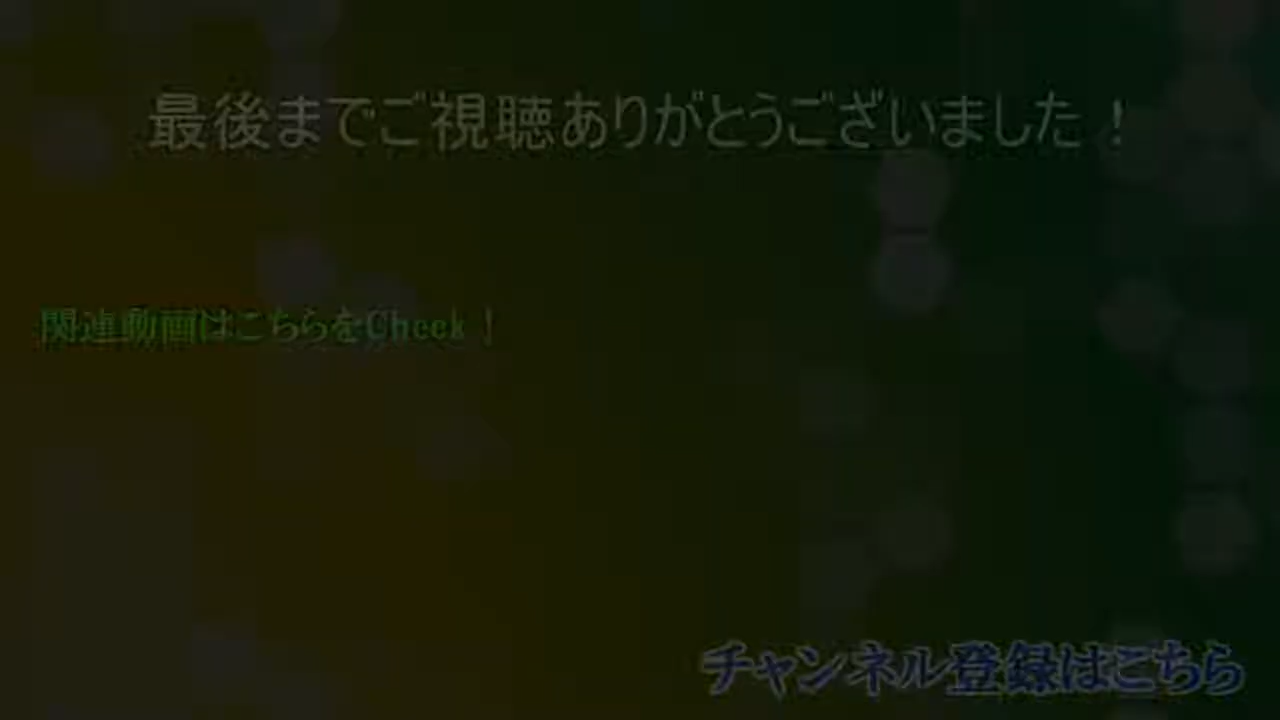 最後までご視聴ありがとうございました！
関連動画はこちらをCheck！
チャンネル登録はこちら